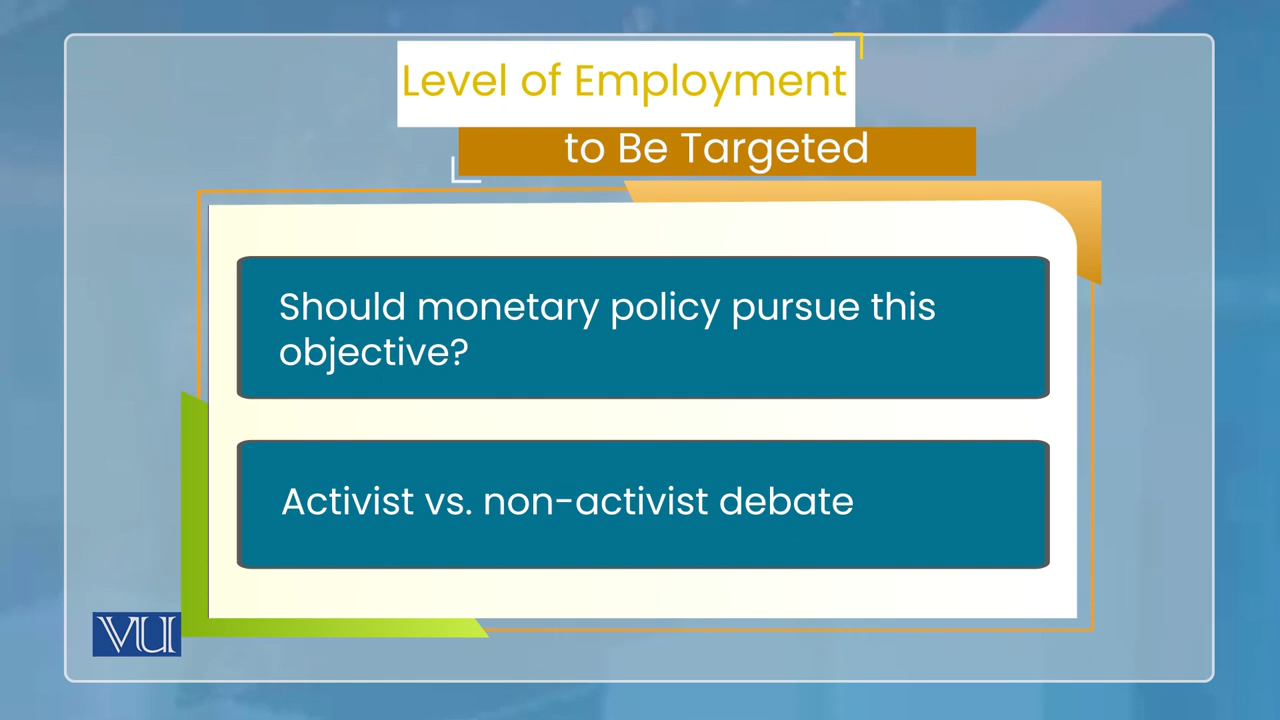 Level of Employment
to Be Targeted
Should monetary policy pursue this
objective?
Activist vs. non-activist debate
VU